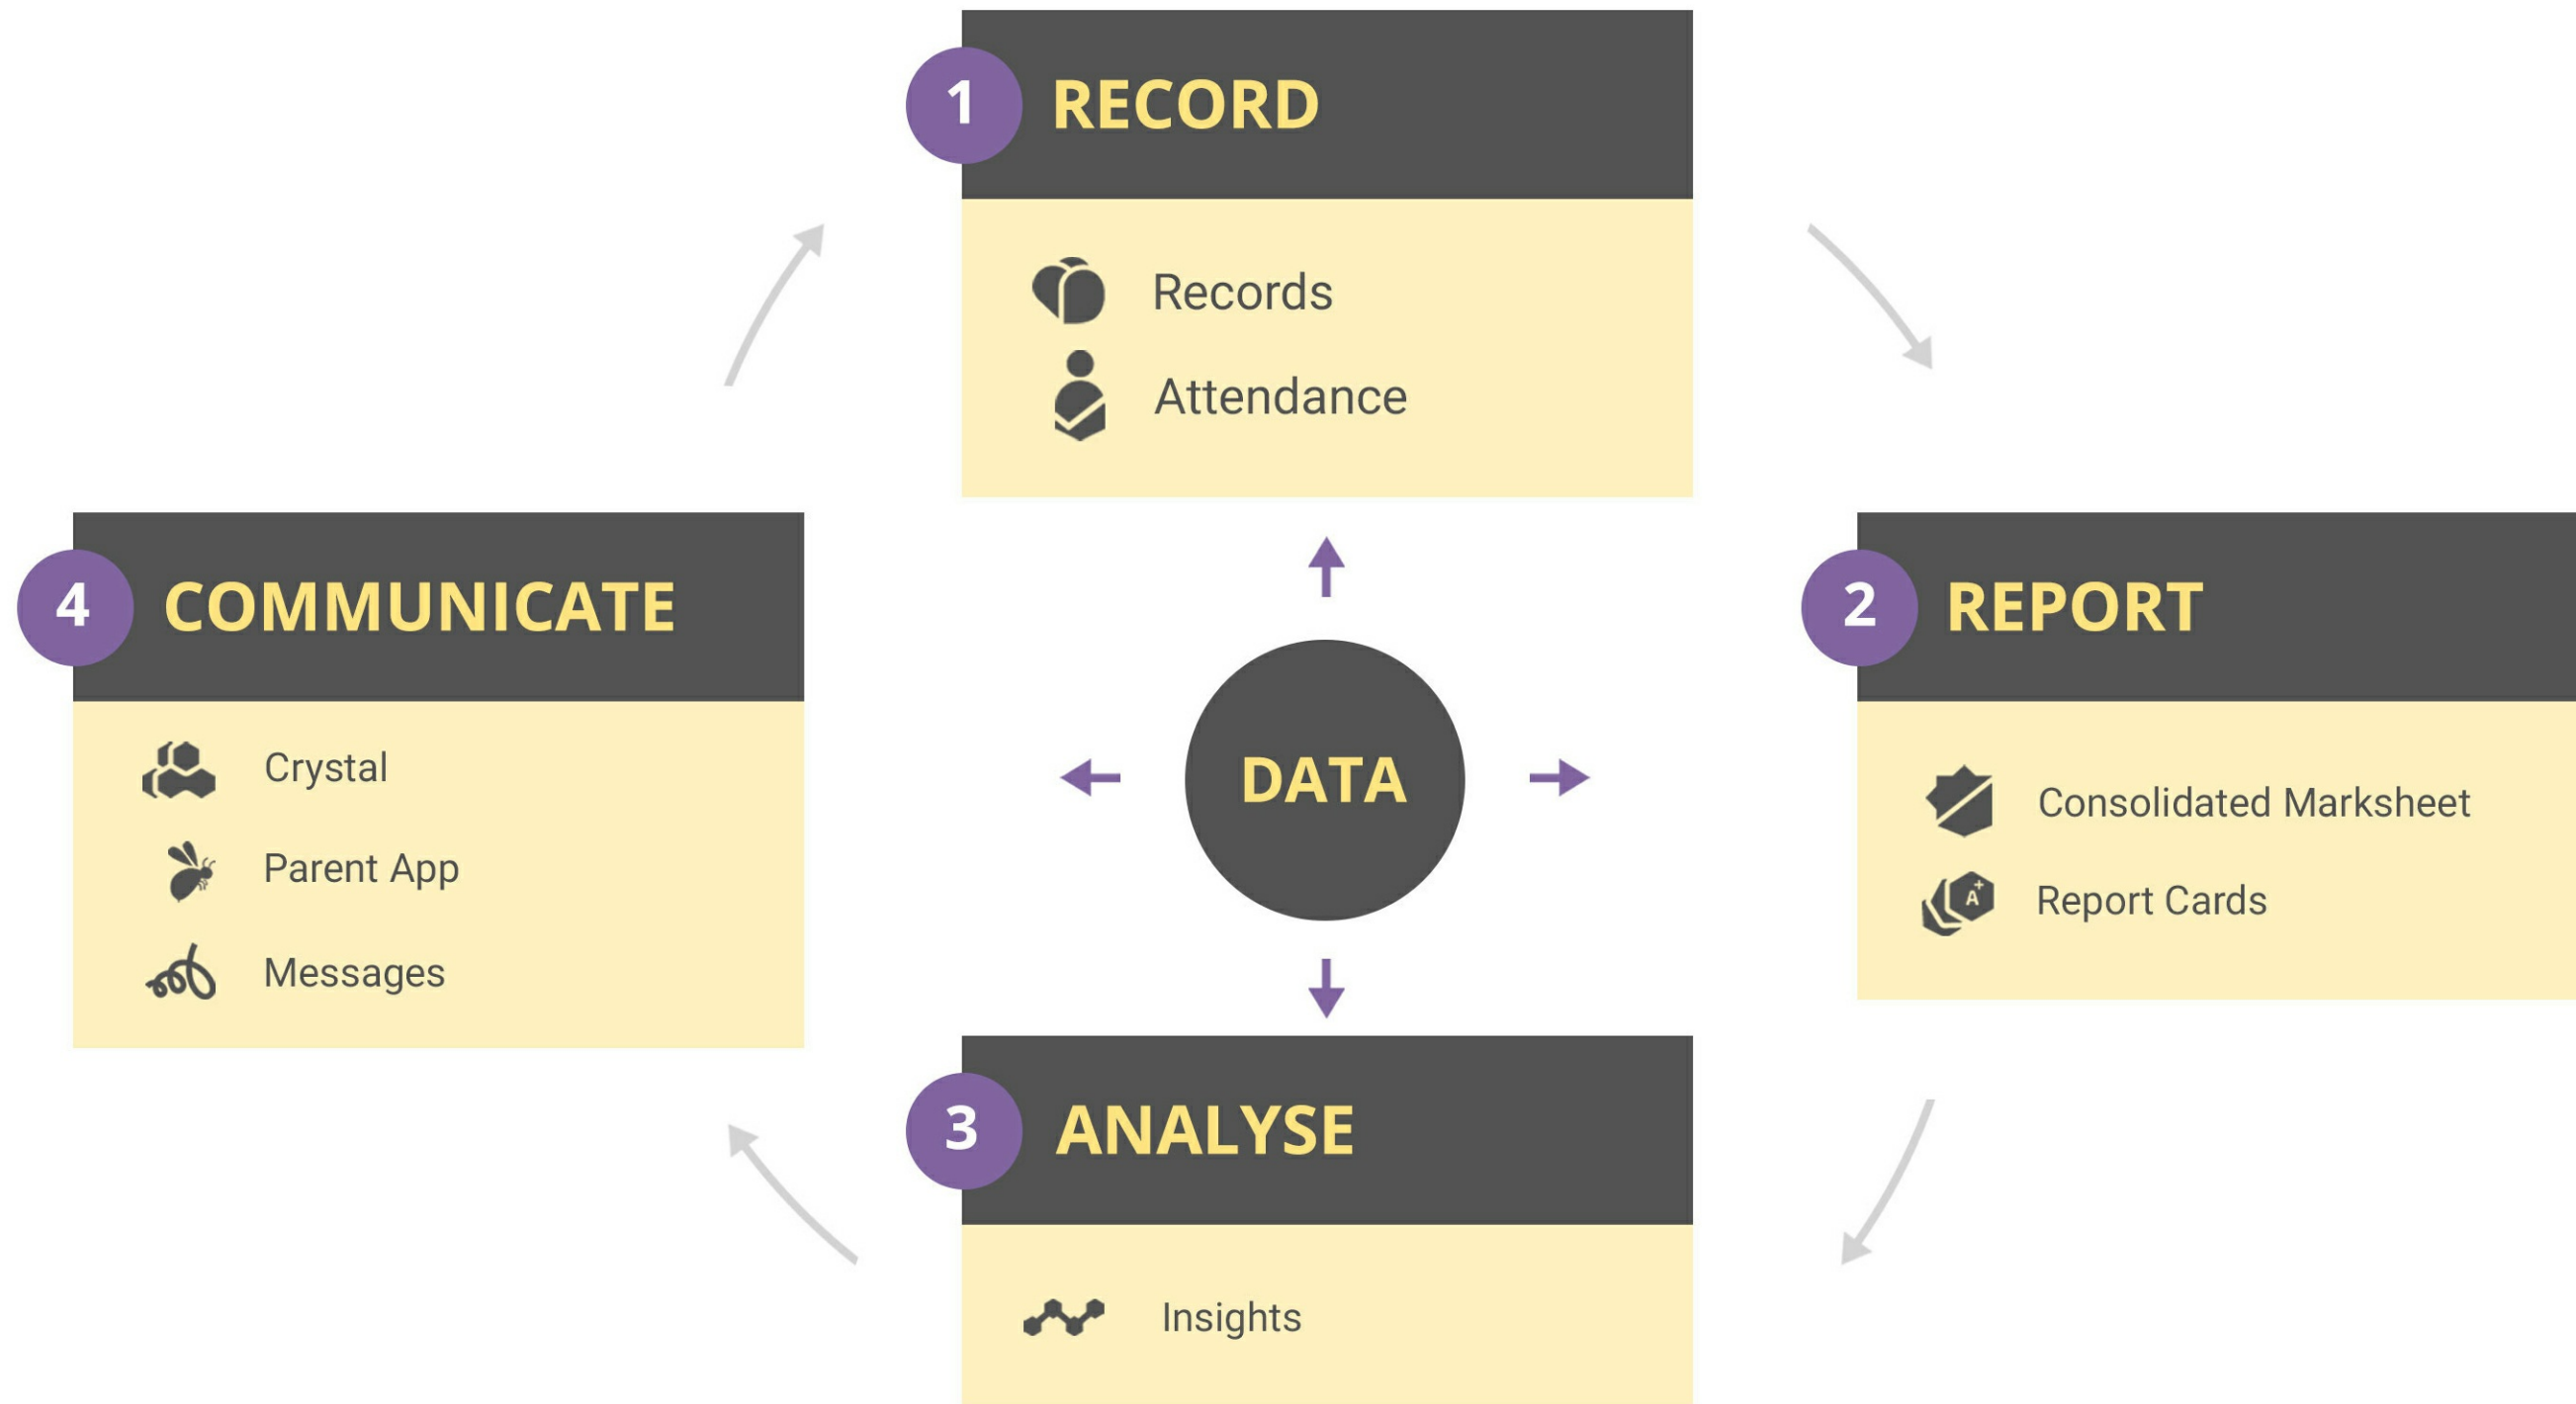 1 RECORD
Records
Attendance
2 REPORT
Consolidated Marksheet
A+ Report Cards
3 ANALYSE
Insights
4 COMMUNICATE
Crystal
Parent App
Messages
DATA